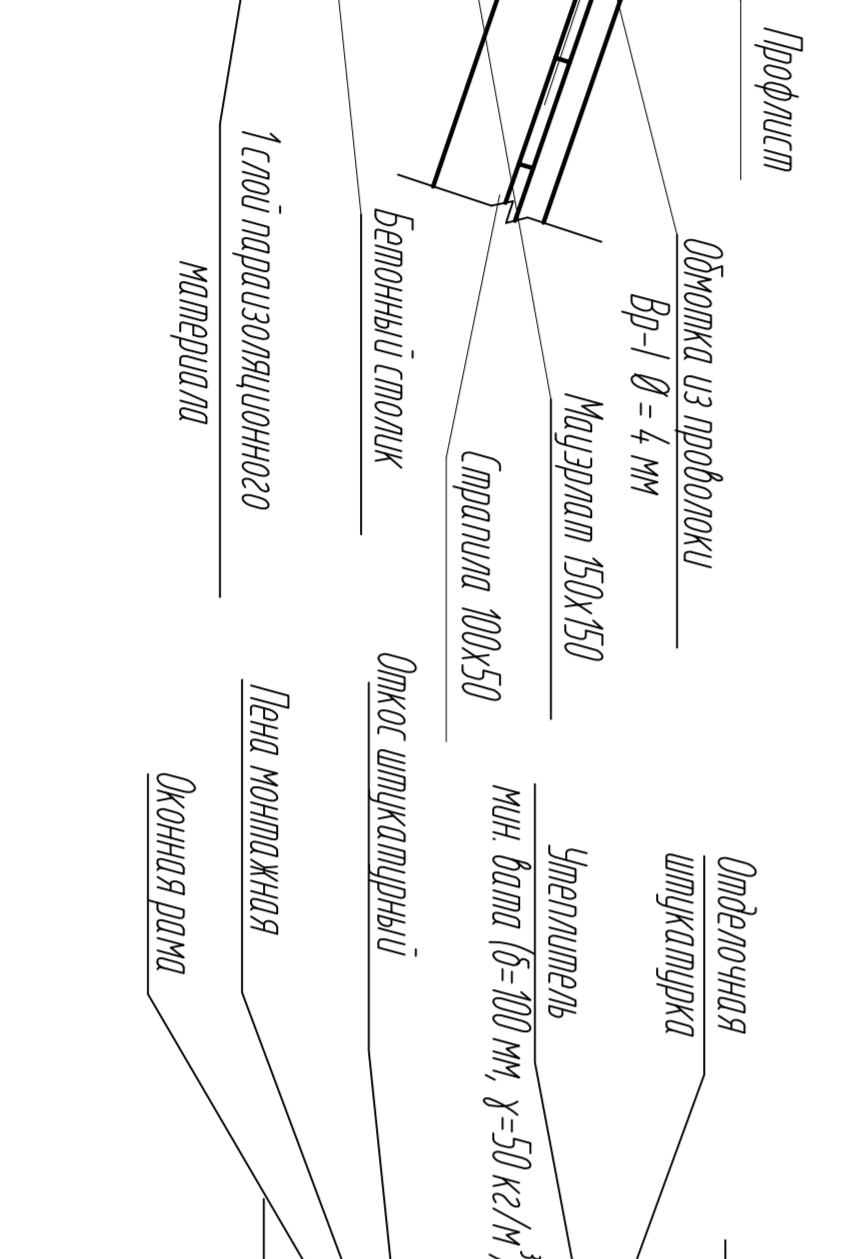 Профлист
Обмотка из проволоки
Вр-I Ø = 4 мм
Мауэрлат 150х150
Стропила 100х50
Бетонный столик
1 слой параизоляционного
материала
Отделочная
штукатурка
Утеплитель
мин. вата (δ=100 мм, γ=50 кг/м³)
Откос штукатурный
Пена монтажная
Оконная рама